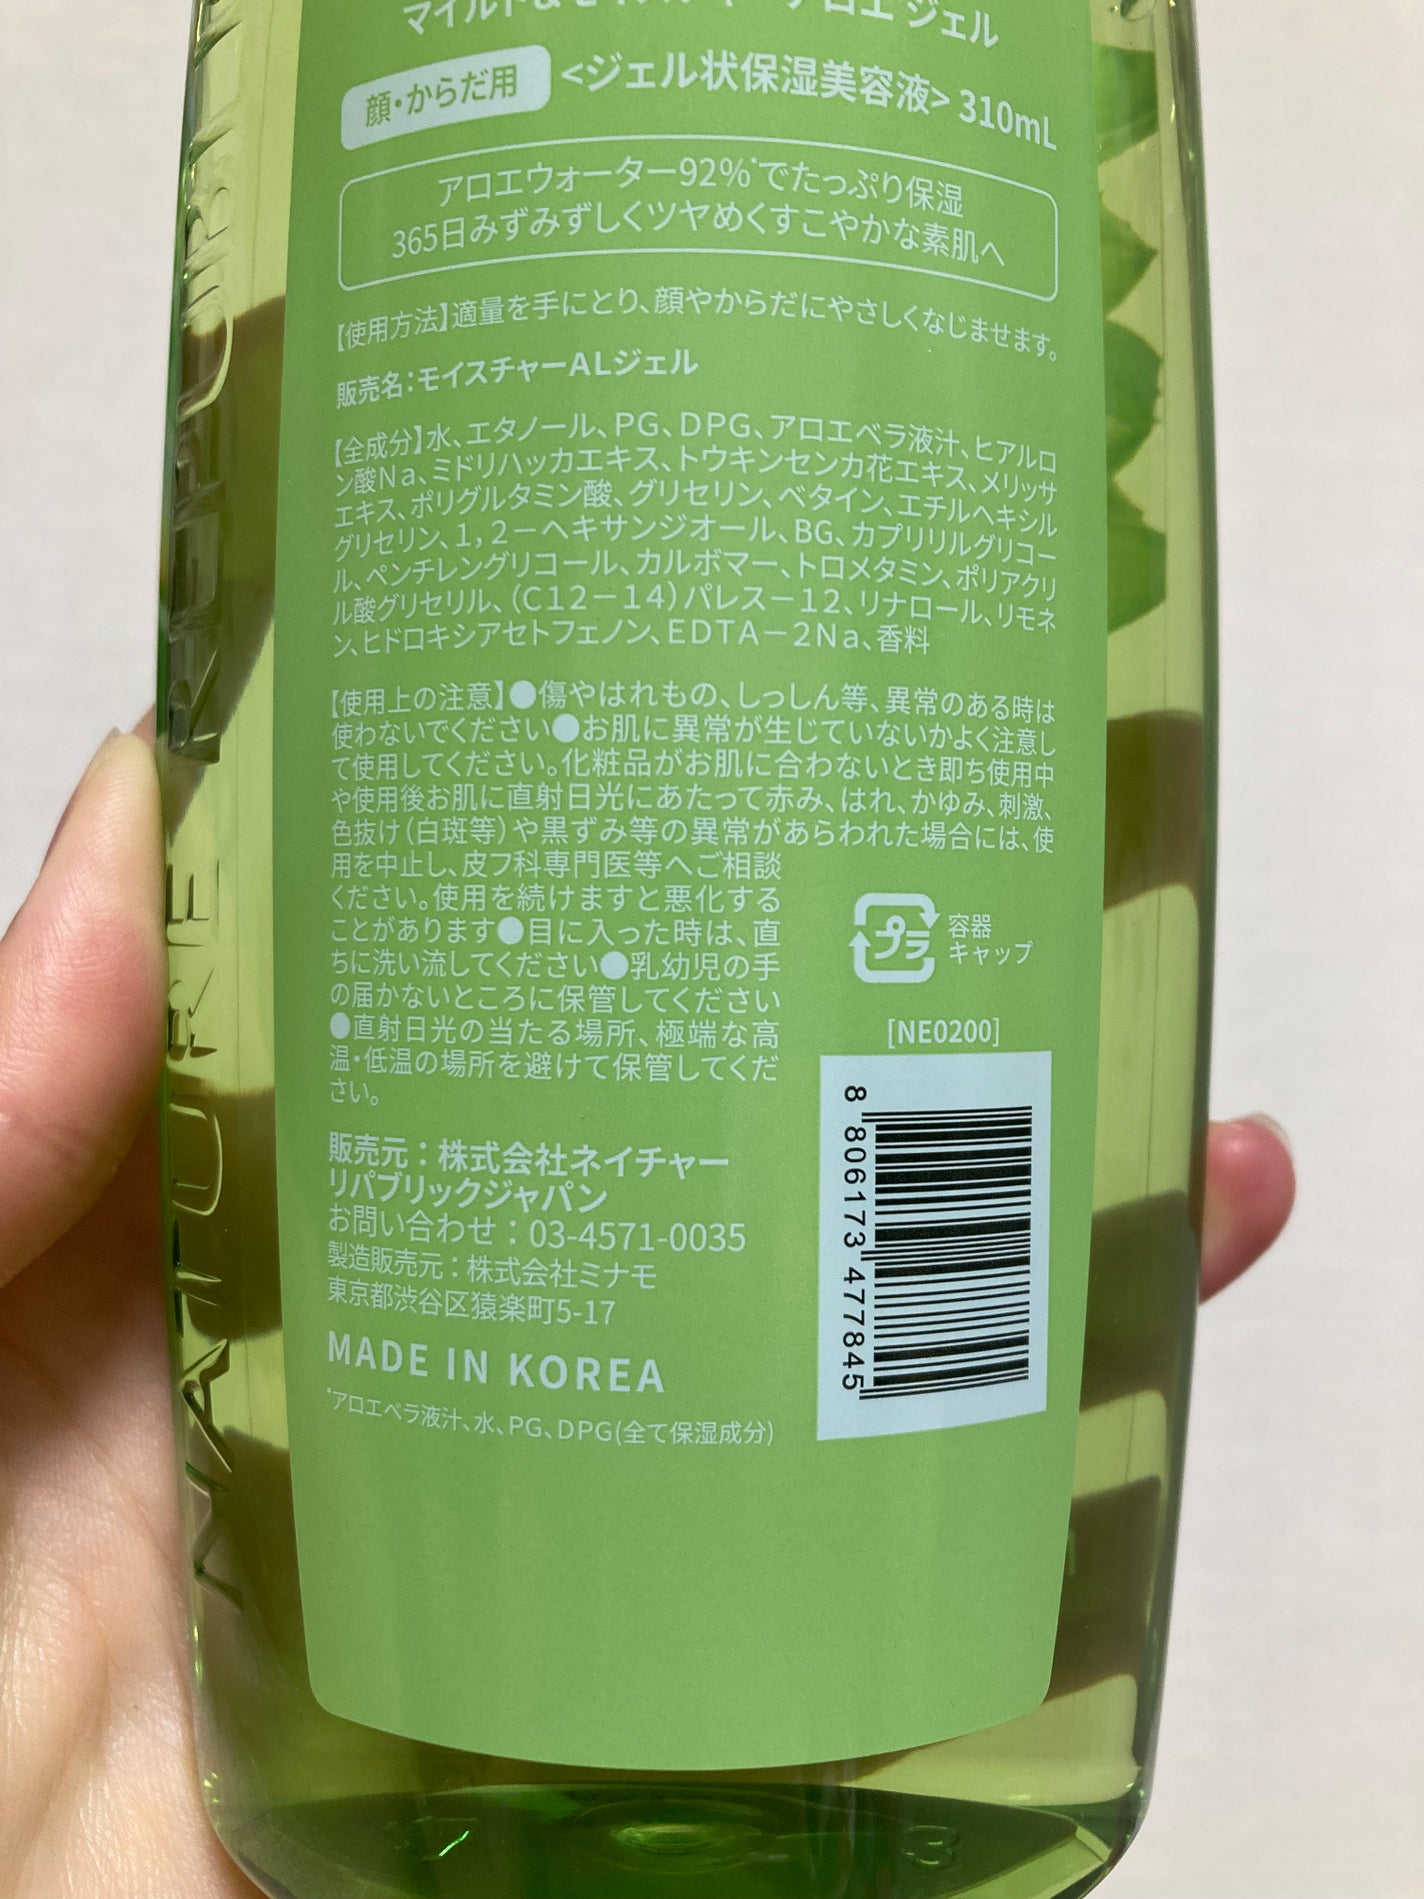 マイルド&モイスチャーアロエ ジェル
顔・からだ用 <ジェル状保湿美容液> 310mL
アロエウォーター92%*でたっぷり保湿
365日みずみずしくツヤめくすこやかな素肌へ
【使用方法】適量を手にとり、顔やからだにやさしくなじませます。
販売名：モイスチャーALジェル
【全成分】水、エタノール、PG、DPG、アロエベラ液汁、ヒアルロ
ン酸Na、ミドリハッカエキス、トウキンセンカ花エキス、メリッサ
エキス、ポリグルタミン酸、グリセリン、ベタイン、エチルヘキシル
グリセリン、1，2－ヘキサンジオール、BG、カプリリルグリコー
ル、ペンチレングリコール、カルボマー、トロメタミン、ポリアクリ
ル酸グリセリル、（C12－14）パレス－12、リナロール、リモネ
ン、ヒドロキシアセトフェノン、EDTA－2Na、香料
【使用上の注意】●傷やはれもの、しっしん等、異常のある時は
使わないでください●お肌に異常が生じていないかよく注意し
て使用してください。化粧品がお肌に合わないとき即ち使用中
や使用後お肌に直射日光にあたって赤み、はれ、かゆみ、刺激、
色抜け（白斑等）や黒ずみ等の異常があらわれた場合には、使
用を中止し、皮フ科専門医等へご相談
ください。使用を続けますと悪化する
ことがあります●目に入った時は、直
ちに洗い流してください●乳幼児の手
の届かないところに保管してください
●直射日光の当たる場所、極端な高
温・低温の場所を避けて保管してくだ
さい。
プラ
容器
キャップ
[NE0200]
8 806173 477845
販売元：株式会社ネイチャー
リパブリックジャパン
お問い合わせ：03-4571-0035
製造販売元：株式会社ミナモ
東京都渋谷区猿楽町5-17
MADE IN KOREA
*アロエベラ液汁、水、PG、DPG(全て保湿成分)
NATURE REPUBLI